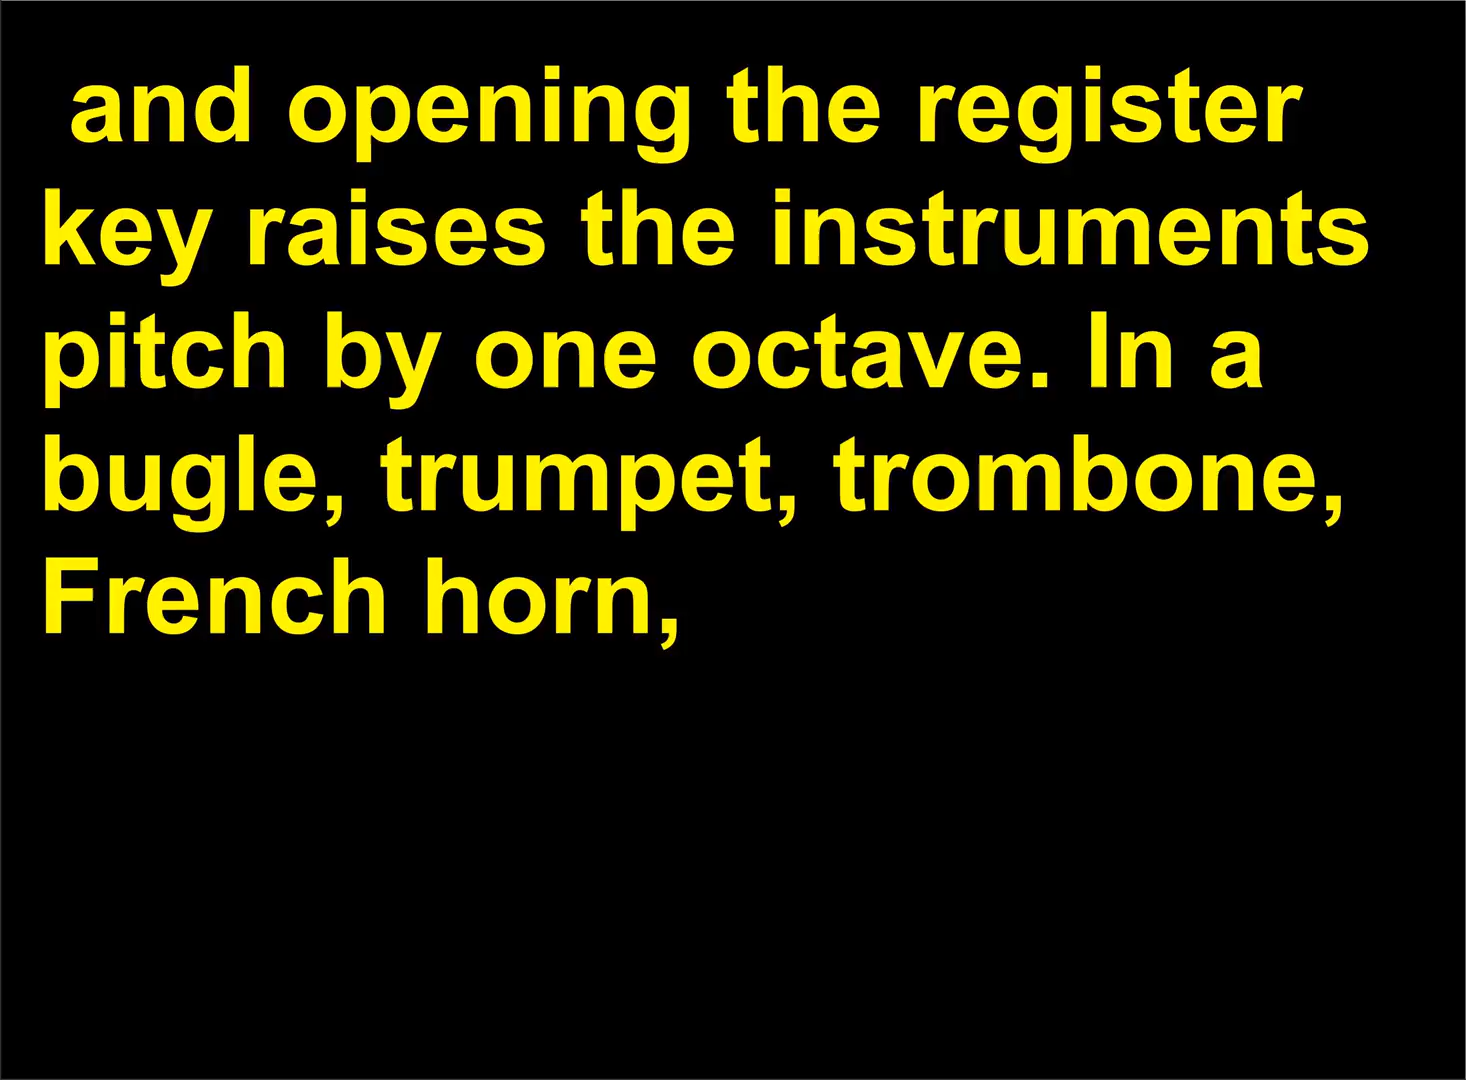 and opening the register
key raises the instruments
pitch by one octave. In a
bugle, trumpet, trombone,
French horn,